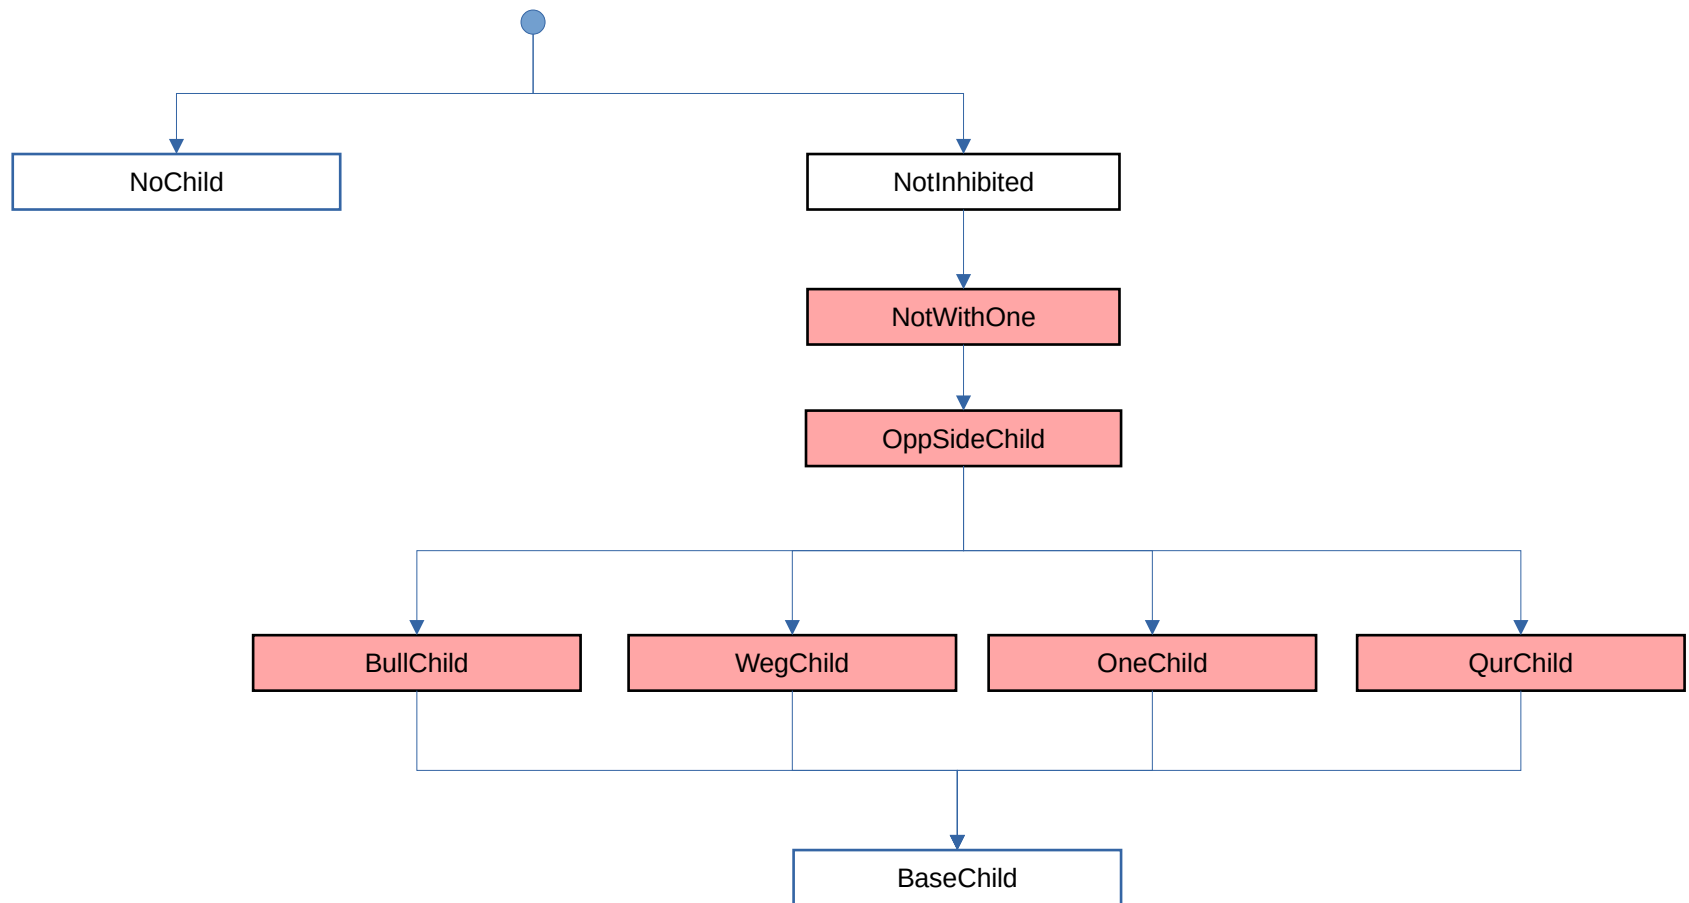 NoChild
NotInhibited
NotWithOne
OppSideChild
BullChild
WegChild
OneChild
QurChild
BaseChild